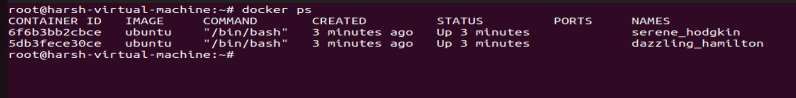 root@harsh-virtual-machine:~# docker ps
CONTAINER ID   IMAGE     COMMAND       CREATED         STATUS         PORTS     NAMES
6f6b3bb2cbce   ubuntu    "/bin/bash"   3 minutes ago   Up 3 minutes             serene_hodgkin
5db3fece30ce   ubuntu    "/bin/bash"   3 minutes ago   Up 3 minutes             dazzling_hamilton
root@harsh-virtual-machine:~#